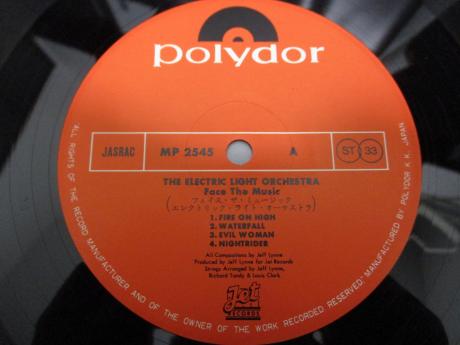 polydor
JASRAC MP 2545 A ST 33
THE ELECTRIC LIGHT ORCHESTRA
Face The Music
(フェイス・ザ・ミュージック
エレクトリック・ライト・オーケストラ)
1. FIRE ON HIGH
2. WATERFALL
3. EVIL WOMAN
4. NIGHTRIDER
All Compositions by Jeff Lynne
Produced by Jeff Lynne for Jet Records
Strings Arranged by Jeff Lynne,
Richard Tandy & Louis Clark.
Jet
RECORDS
ALL RIGHTS OF THE RECORD MANUFACTURER AND OF THE OWNER OF THE WORK RECORDED RESERVED · MANUFACTURED BY POLYDOR K.K. JAPAN